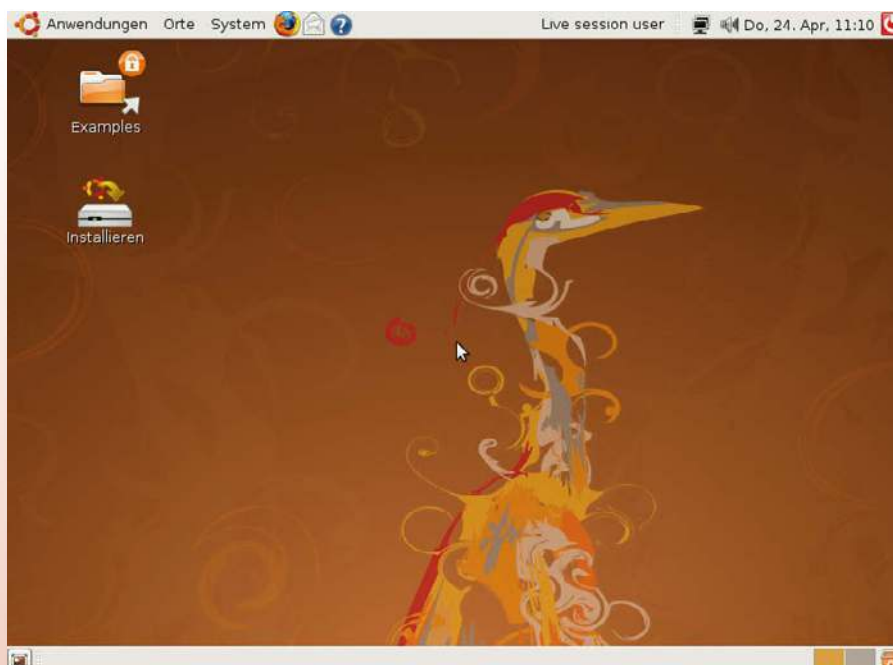 Anwendungen Orte System Live session user Do, 24. Apr, 11:10
Examples
Installieren